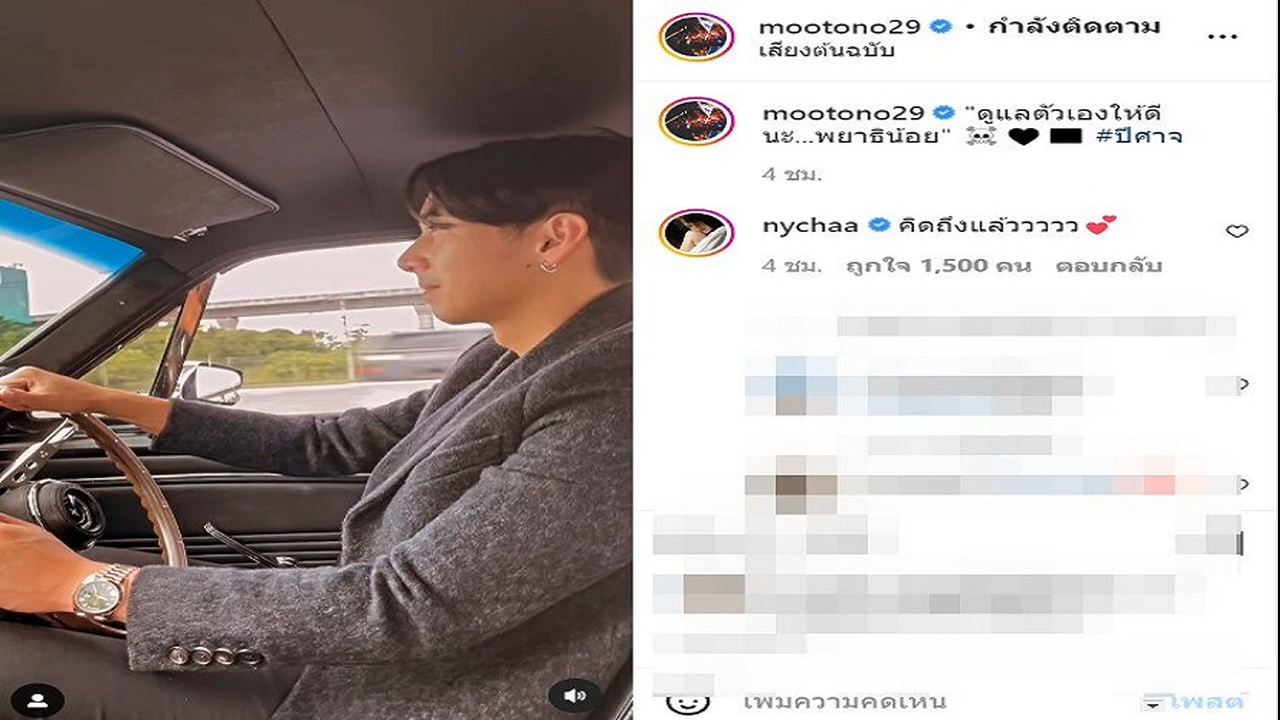 mootono29 • กำลังติดตาม
เสียงต้นฉบับ
mootono29 "ดูแลตัวเองให้ดี
นะ...พยาธิน้อย" ☠️ 🖤 #ปีศาจ
4 ชม.
nychaa คิดถึงแล้ววววว 💕
4 ชม. ถูกใจ 1,500 คน ตอบกลับ
เพิ่มความคิดเห็น โพสต์